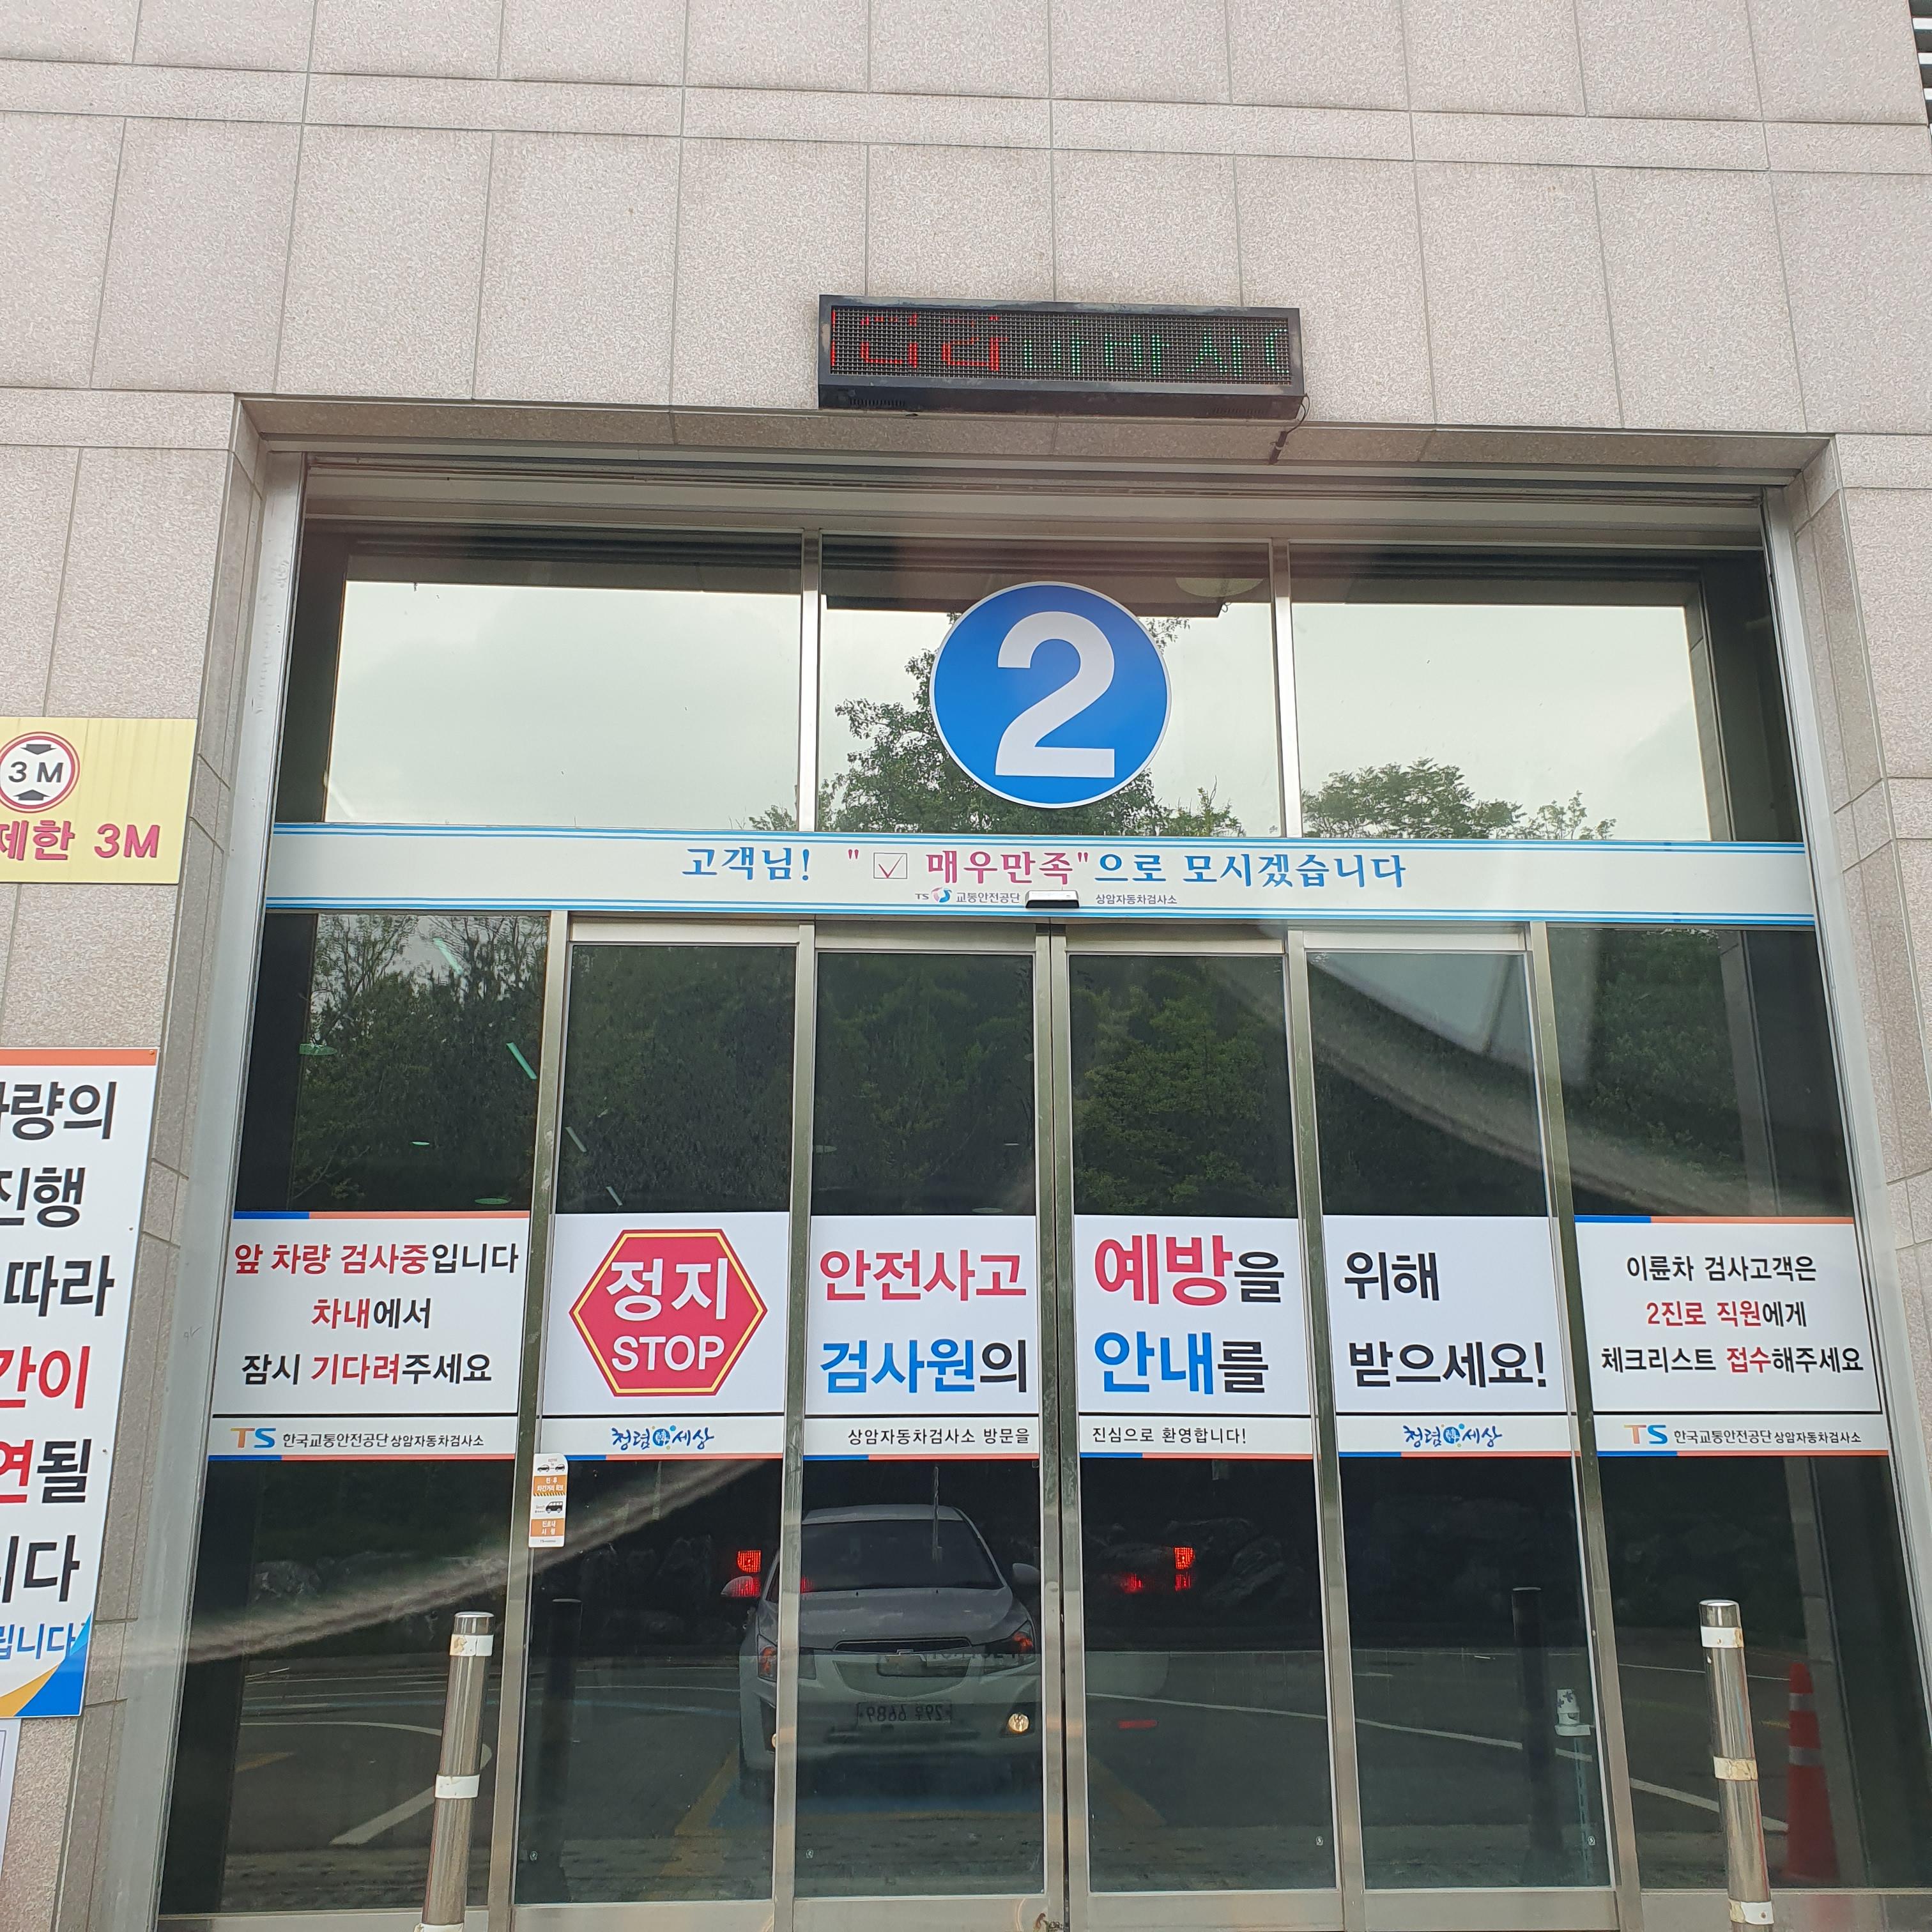 2
3 M
제한 3M
고객님! "☑ 매우만족"으로 모시겠습니다
TS 교통안전공단 상암자동차검사소
량의
진행
따라
간이
연될
니다
립니다
앞 차량 검사중입니다
차내에서
잠시 기다려주세요
TS 한국교통안전공단 상암자동차검사소
정지
STOP
청렴 세상
안전사고 예방을 위해
검사원의 안내를 받으세요!
상암자동차검사소 방문을 진심으로 환영합니다!
청렴 세상
이륜차 검사고객은
2진로 직원에게
체크리스트 접수해주세요
TS 한국교통안전공단 상암자동차검사소